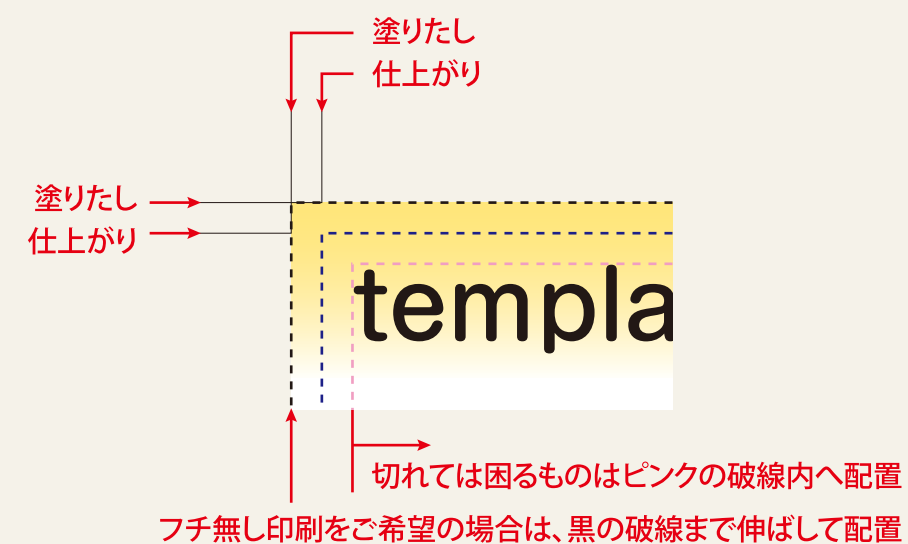 塗りたし
仕上がり
塗りたし
仕上がり
templa
切れては困るものはピンクの破線内へ配置
フチ無し印刷をご希望の場合は、黒の破線まで伸ばして配置